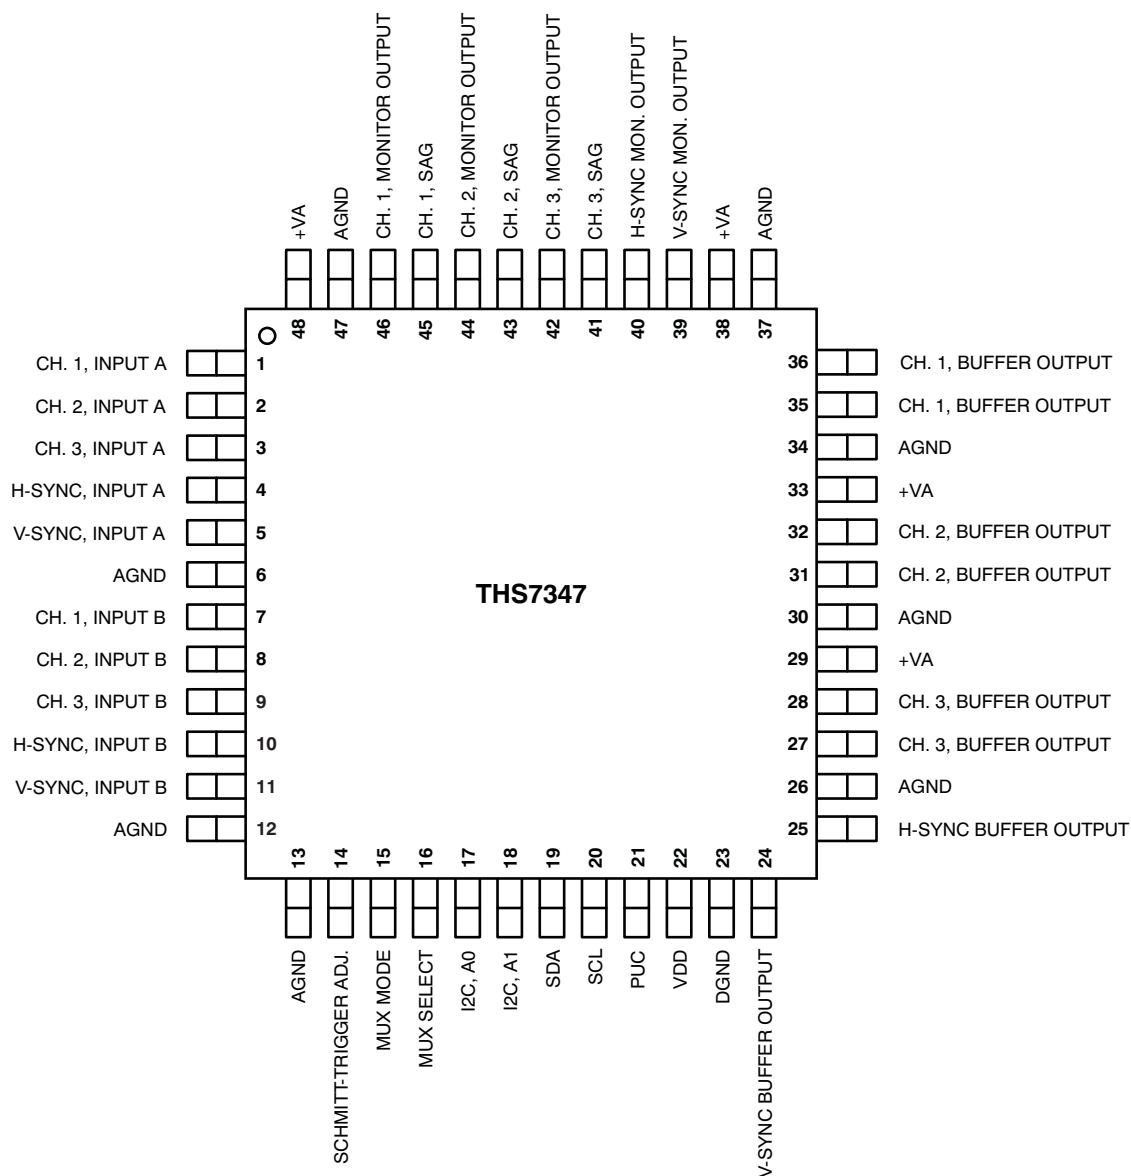 +VA
AGND
CH. 1, MONITOR OUTPUT
CH. 1, SAG
CH. 2, MONITOR OUTPUT
CH. 2, SAG
CH. 3, MONITOR OUTPUT
CH. 3, SAG
H-SYNC MON. OUTPUT
V-SYNC MON. OUTPUT
+VA
AGND
48
47
46
45
44
43
42
41
40
39
38
37
CH. 1, INPUT A
1
CH. 2, INPUT A
2
CH. 3, INPUT A
3
H-SYNC, INPUT A
4
V-SYNC, INPUT A
5
AGND
6
CH. 1, INPUT B
7
CH. 2, INPUT B
8
CH. 3, INPUT B
9
H-SYNC, INPUT B
10
V-SYNC, INPUT B
11
AGND
12
THS7347
36
CH. 1, BUFFER OUTPUT
35
CH. 1, BUFFER OUTPUT
34
AGND
33
+VA
32
CH. 2, BUFFER OUTPUT
31
CH. 2, BUFFER OUTPUT
30
AGND
29
+VA
28
CH. 3, BUFFER OUTPUT
27
CH. 3, BUFFER OUTPUT
26
AGND
25
H-SYNC BUFFER OUTPUT
13
14
15
16
17
18
19
20
21
22
23
24
AGND
SCHMITT-TRIGGER ADJ.
MUX MODE
MUX SELECT
I2C, A0
I2C, A1
SDA
SCL
PUC
VDD
DGND
V-SYNC BUFFER OUTPUT